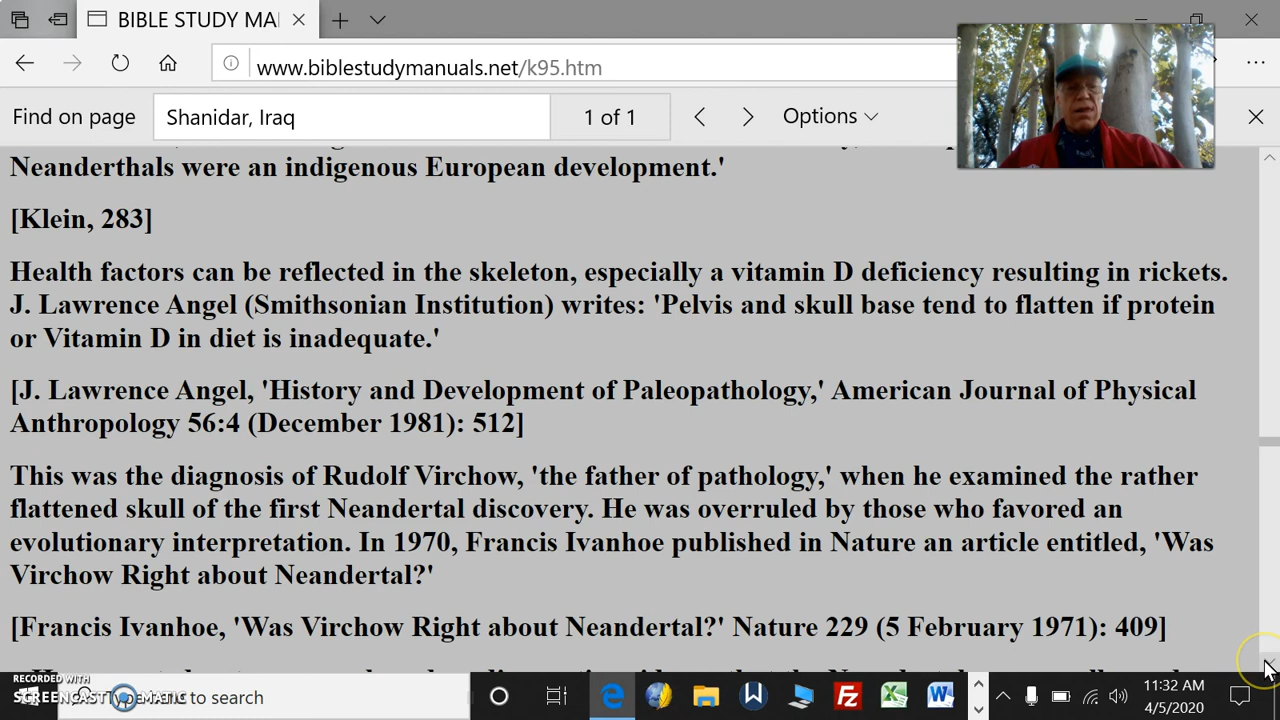 BIBLE STUDY MA
www.biblestudymanuals.net/k95.htm
Find on page
Shanidar, Iraq
1 of 1
Options
Neanderthals were an indigenous European development.'
[Klein, 283]
Health factors can be reflected in the skeleton, especially a vitamin D deficiency resulting in rickets.
J. Lawrence Angel (Smithsonian Institution) writes: 'Pelvis and skull base tend to flatten if protein
or Vitamin D in diet is inadequate.'
[J. Lawrence Angel, 'History and Development of Paleopathology,' American Journal of Physical
Anthropology 56:4 (December 1981): 512]
This was the diagnosis of Rudolf Virchow, 'the father of pathology,' when he examined the rather
flattened skull of the first Neandertal discovery. He was overruled by those who favored an
evolutionary interpretation. In 1970, Francis Ivanhoe published in Nature an article entitled, 'Was
Virchow Right about Neandertal?'
[Francis Ivanhoe, 'Was Virchow Right about Neandertal?' Nature 229 (5 February 1971): 409]
RECORDED WITH
SCREENCAST MATIC
Type here to search
11:32 AM
4/5/2020